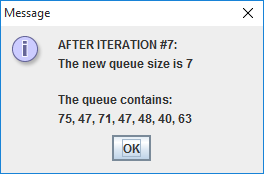 Message
AFTER ITERATION #7:
The new queue size is 7
The queue contains:
75, 47, 71, 47, 48, 40, 63
OK